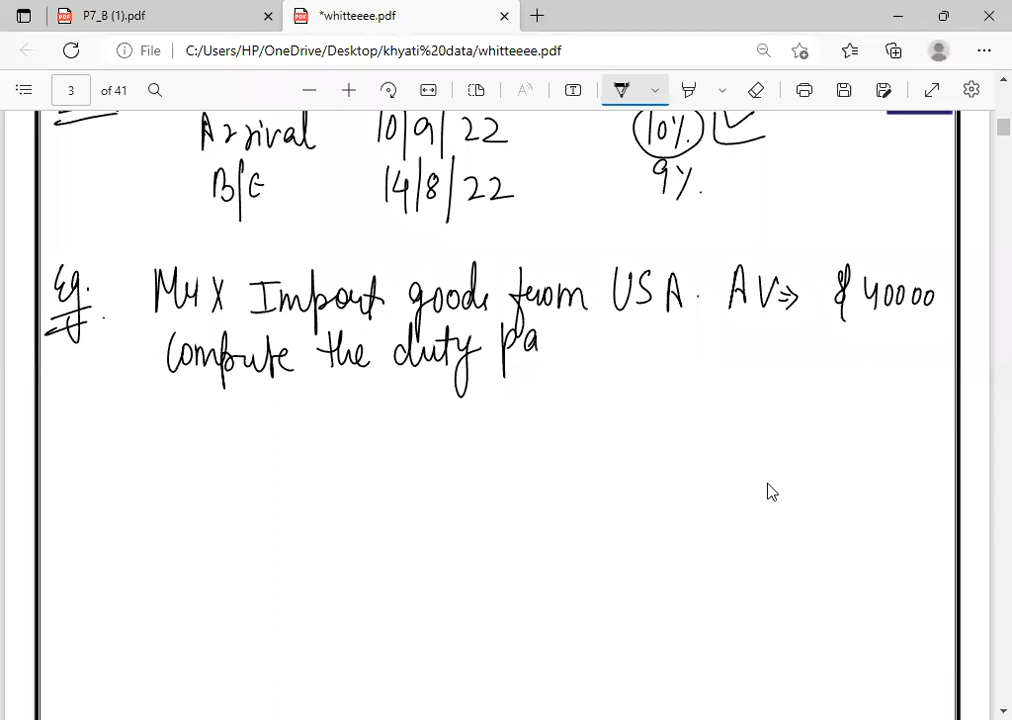 P7_B (1).pdf
*whitteeee.pdf
File C:/Users/HP/OneDrive/Desktop/khyati%20data/whitteeee.pdf
3 of 41
Arrival 10/9/22 10%
B/E 14/8/22 9%.
Eg. Mr X Import goods from USA. AV⇒ $40000
Compute the duty pa